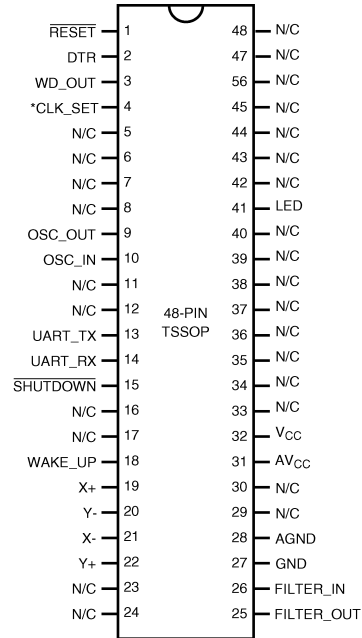 RESET 1 48 N/C
DTR 2 47 N/C
WD_OUT 3 56 N/C
*CLK_SET 4 45 N/C
N/C 5 44 N/C
N/C 6 43 N/C
N/C 7 42 N/C
N/C 8 41 LED
OSC_OUT 9 40 N/C
OSC_IN 10 39 N/C
N/C 11 38 N/C
N/C 12 37 N/C
48-PIN
TSSOP
UART_TX 13 36 N/C
UART_RX 14 35 N/C
SHUTDOWN 15 34 N/C
N/C 16 33 N/C
N/C 17 32 VCC
WAKE_UP 18 31 AVCC
X+ 19 30 N/C
Y- 20 29 N/C
X- 21 28 AGND
Y+ 22 27 GND
N/C 23 26 FILTER_IN
N/C 24 25 FILTER_OUT